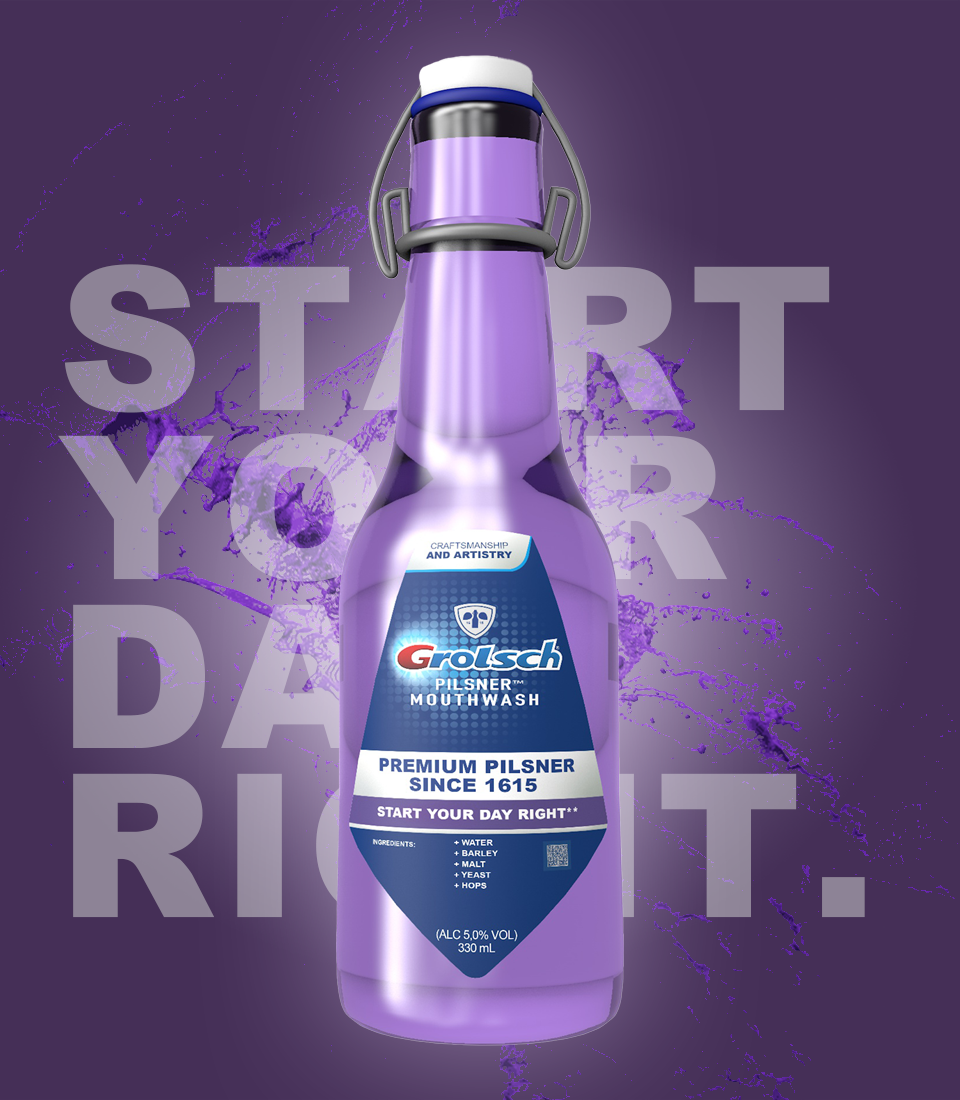 START
YOUR
DAY
RIGHT.
CRAFTSMANSHIP
AND ARTISTRY
Grolsch
PILSNER™
MOUTHWASH
PREMIUM PILSNER
SINCE 1615
START YOUR DAY RIGHT**
INGREDIENTS:
+ WATER
+ BARLEY
+ MALT
+ YEAST
+ HOPS
(ALC 5,0% VOL)
330 mL